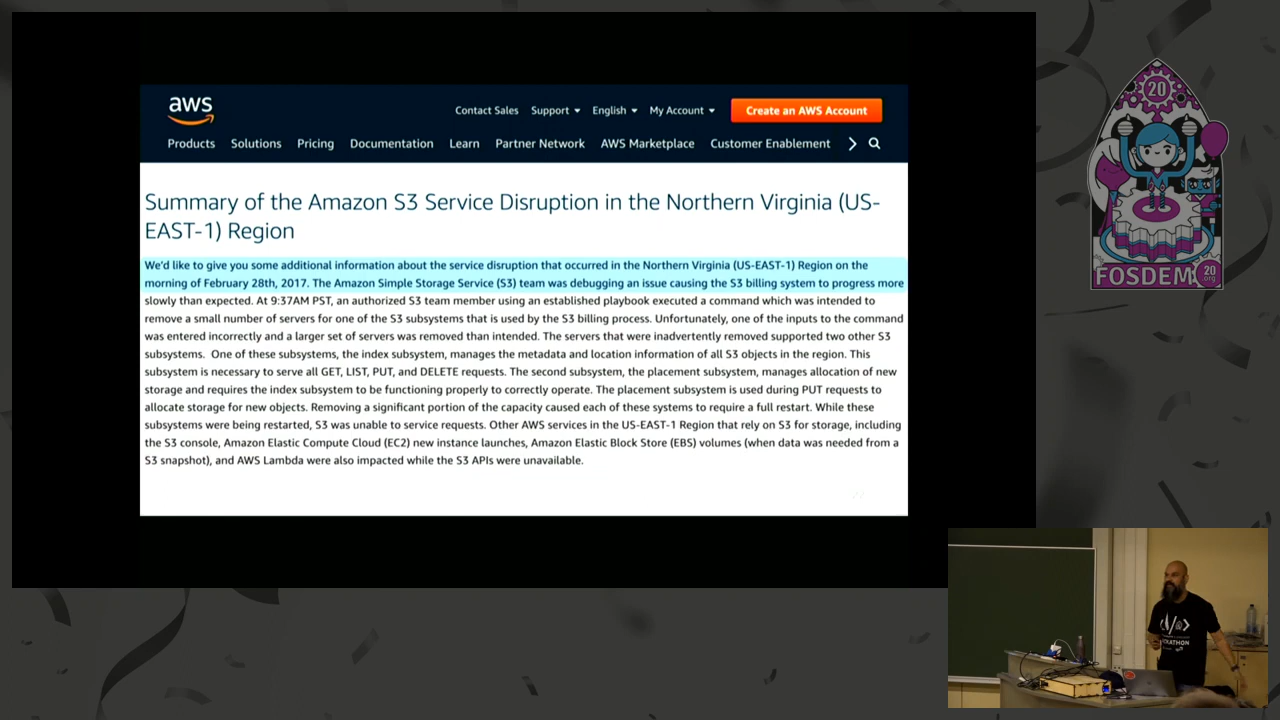 aws
Contact Sales Support English My Account Create an AWS Account
Products Solutions Pricing Documentation Learn Partner Network AWS Marketplace Customer Enablement
Summary of the Amazon S3 Service Disruption in the Northern Virginia (US-
EAST-1) Region
We'd like to give you some additional information about the service disruption that occurred in the Northern Virginia (US-EAST-1) Region on the
morning of February 28th, 2017. The Amazon Simple Storage Service (S3) team was debugging an issue causing the S3 billing system to progress more
slowly than expected. At 9:37AM PST, an authorized S3 team member using an established playbook executed a command which was intended to
remove a small number of servers for one of the S3 subsystems that is used by the S3 billing process. Unfortunately, one of the inputs to the command
was entered incorrectly and a larger set of servers was removed than intended. The servers that were inadvertently removed supported two other S3
subsystems. One of these subsystems, the index subsystem, manages the metadata and location information of all S3 objects in the region. This
subsystem is necessary to serve all GET, LIST, PUT, and DELETE requests. The second subsystem, the placement subsystem, manages allocation of new
storage and requires the index subsystem to be functioning properly to correctly operate. The placement subsystem is used during PUT requests to
allocate storage for new objects. Removing a significant portion of the capacity caused each of these systems to require a full restart. While these
subsystems were being restarted, S3 was unable to service requests. Other AWS services in the US-EAST-1 Region that rely on S3 for storage, including
the S3 console, Amazon Elastic Compute Cloud (EC2) new instance launches, Amazon Elastic Block Store (EBS) volumes (when data was needed from a
S3 snapshot), and AWS Lambda were also impacted while the S3 APIs were unavailable.
20
FOSDEM 20
.org